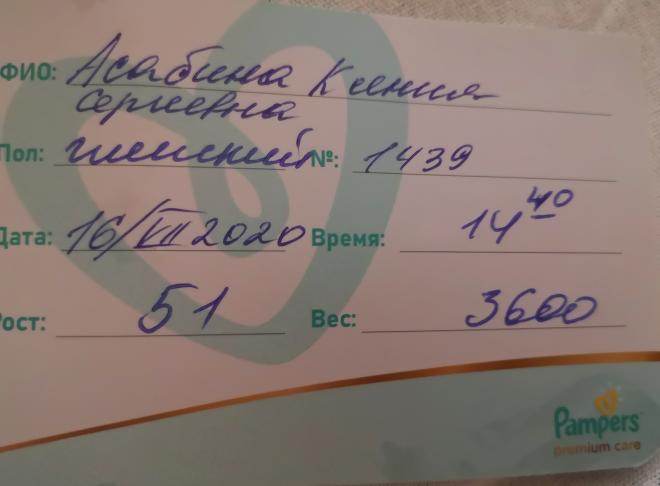 ФИО: Асабина Ксения
Сергеевна
Пол: женский №: 1439
Дата: 16/VII 2020 Время: 14 40
Рост: 51 Вес: 3600
Pampers
premium care